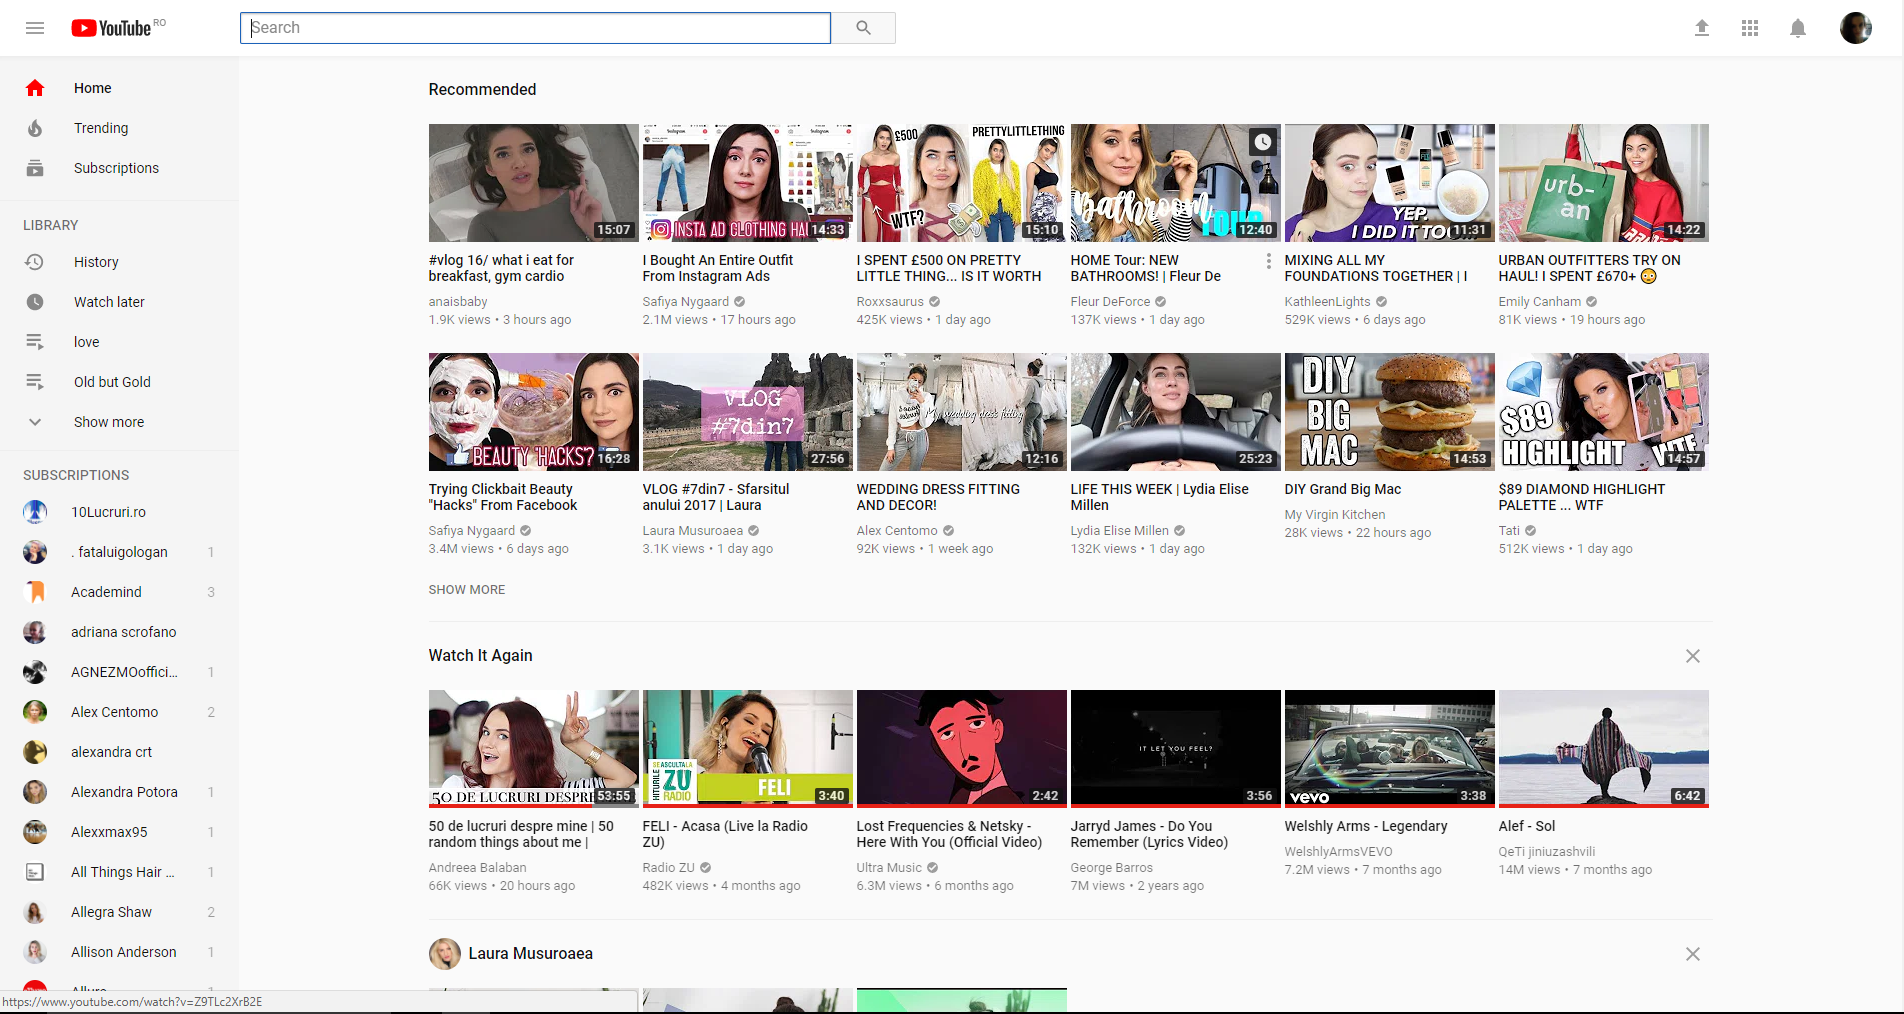 YouTube RO
Search
Home
Trending
Subscriptions
LIBRARY
History
Watch later
love
Old but Gold
Show more
SUBSCRIPTIONS
10Lucruri.ro
. fataluigologan 1
Academind 3
adriana scrofano
AGNEZMOoffici... 1
Alex Centomo 2
alexandra crt
Alexandra Potora 1
Alexxmax95 1
All Things Hair ... 1
Allegra Shaw 2
Allison Anderson 1
Allure
https://www.youtube.com/watch?v=Z9TLc2XrB2E
Recommended
15:07
#vlog 16/ what i eat for
breakfast, gym cardio
anaisbaby
1.9K views • 3 hours ago
Instagram
INSTA AD CLOTHING HAU
14:33
I Bought An Entire Outfit
From Instagram Ads
Safiya Nygaard
2.1M views • 17 hours ago
£500
PRETTYLITTLETHING
WTF?
15:10
I SPENT £500 ON PRETTY
LITTLE THING... IS IT WORTH
Roxxsaurus
425K views • 1 day ago
Bathroom
TOUR
12:40
HOME Tour: NEW
BATHROOMS! | Fleur De
Fleur DeForce
137K views • 1 day ago
YEP,
I DID IT TOO...
11:31
MIXING ALL MY
FOUNDATIONS TOGETHER | I
KathleenLights
529K views • 6 days ago
urb-
an
14:22
URBAN OUTFITTERS TRY ON
HAUL! I SPENT £670+ 😳
Emily Canham
81K views • 19 hours ago
BEAUTY "HACKS"?
16:28
Trying Clickbait Beauty
"Hacks" From Facebook
Safiya Nygaard
3.4M views • 6 days ago
VLOG
#7din7
27:56
VLOG #7din7 - Sfarsitul
anului 2017 | Laura
Laura Musuroaea
3.1K views • 1 day ago
My wedding dress fitting
12:16
WEDDING DRESS FITTING
AND DECOR!
Alex Centomo
92K views • 1 week ago
25:23
LIFE THIS WEEK | Lydia Elise
Millen
Lydia Elise Millen
132K views • 1 day ago
DIY
BIG
MAC
14:53
DIY Grand Big Mac
My Virgin Kitchen
28K views • 22 hours ago
$89
HIGHLIGHT
WTF
14:57
$89 DIAMOND HIGHLIGHT
PALETTE ... WTF
Tati
512K views • 1 day ago
SHOW MORE
Watch It Again
50 DE LUCRURI DESPRE
53:55
50 de lucruri despre mine | 50
random things about me |
Andreea Balaban
66K views • 20 hours ago
HITURILE
SE ASCULTA LA
ZU
RADIO
FELI
3:40
FELI - Acasa (Live la Radio
ZU)
Radio ZU
482K views • 4 months ago
2:42
Lost Frequencies & Netsky -
Here With You (Official Video)
Ultra Music
6.3M views • 6 months ago
IT LET YOU FEEL?
3:56
Jarryd James - Do You
Remember (Lyrics Video)
George Barros
7M views • 2 years ago
vevo
3:38
Welshly Arms - Legendary
WelshlyArmsVEVO
7.2M views • 7 months ago
6:42
Alef - Sol
QeTi jiniuzashvili
14M views • 7 months ago
Laura Musuroaea